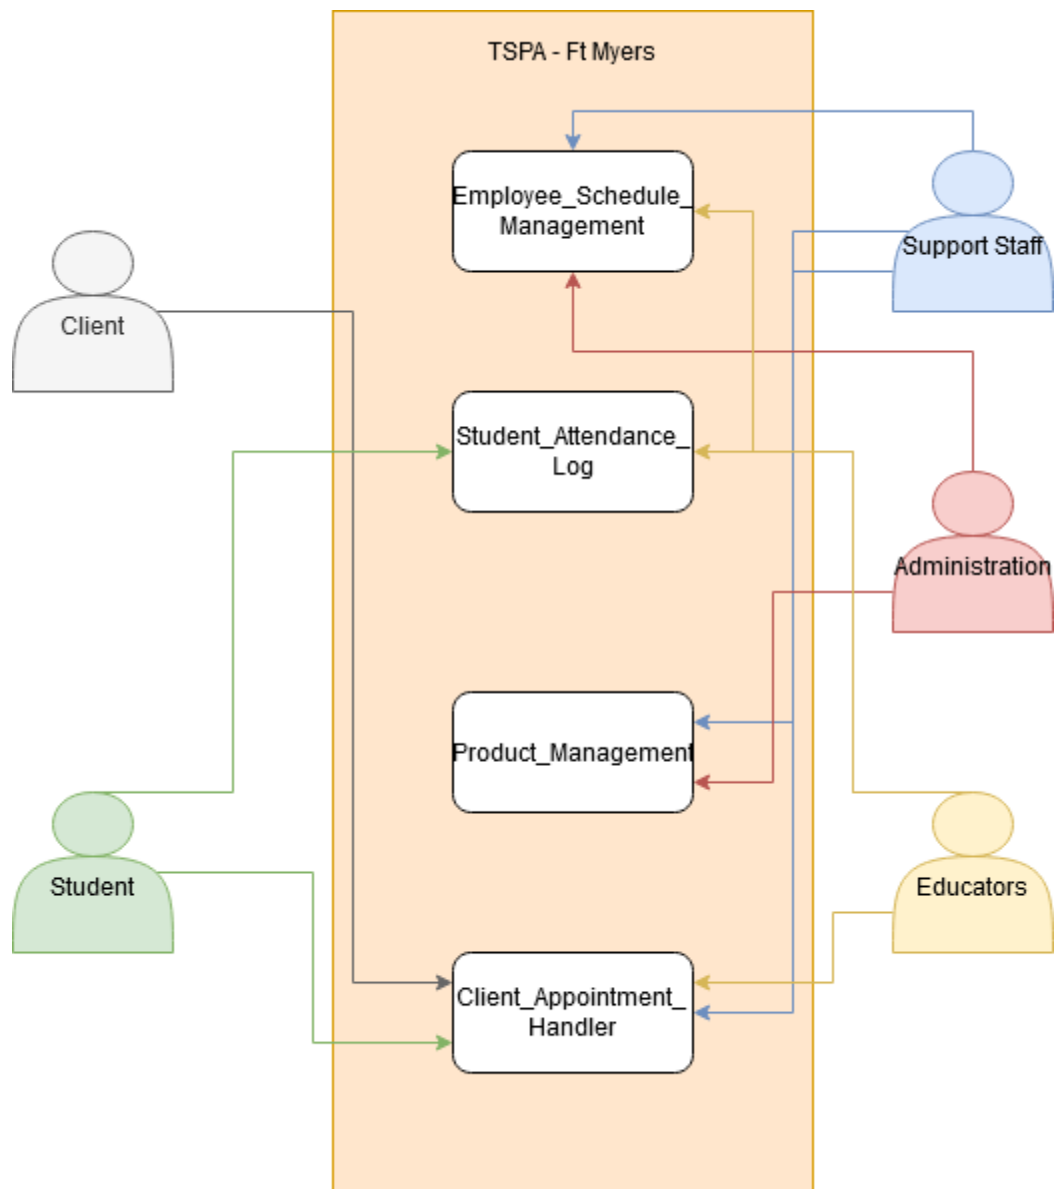 TSPA - Ft Myers
Employee_Schedule_
Management
Support Staff
Client
Student_Attendance_
Log
Administration
Product_Management
Student
Educators
Client_Appointment_
Handler